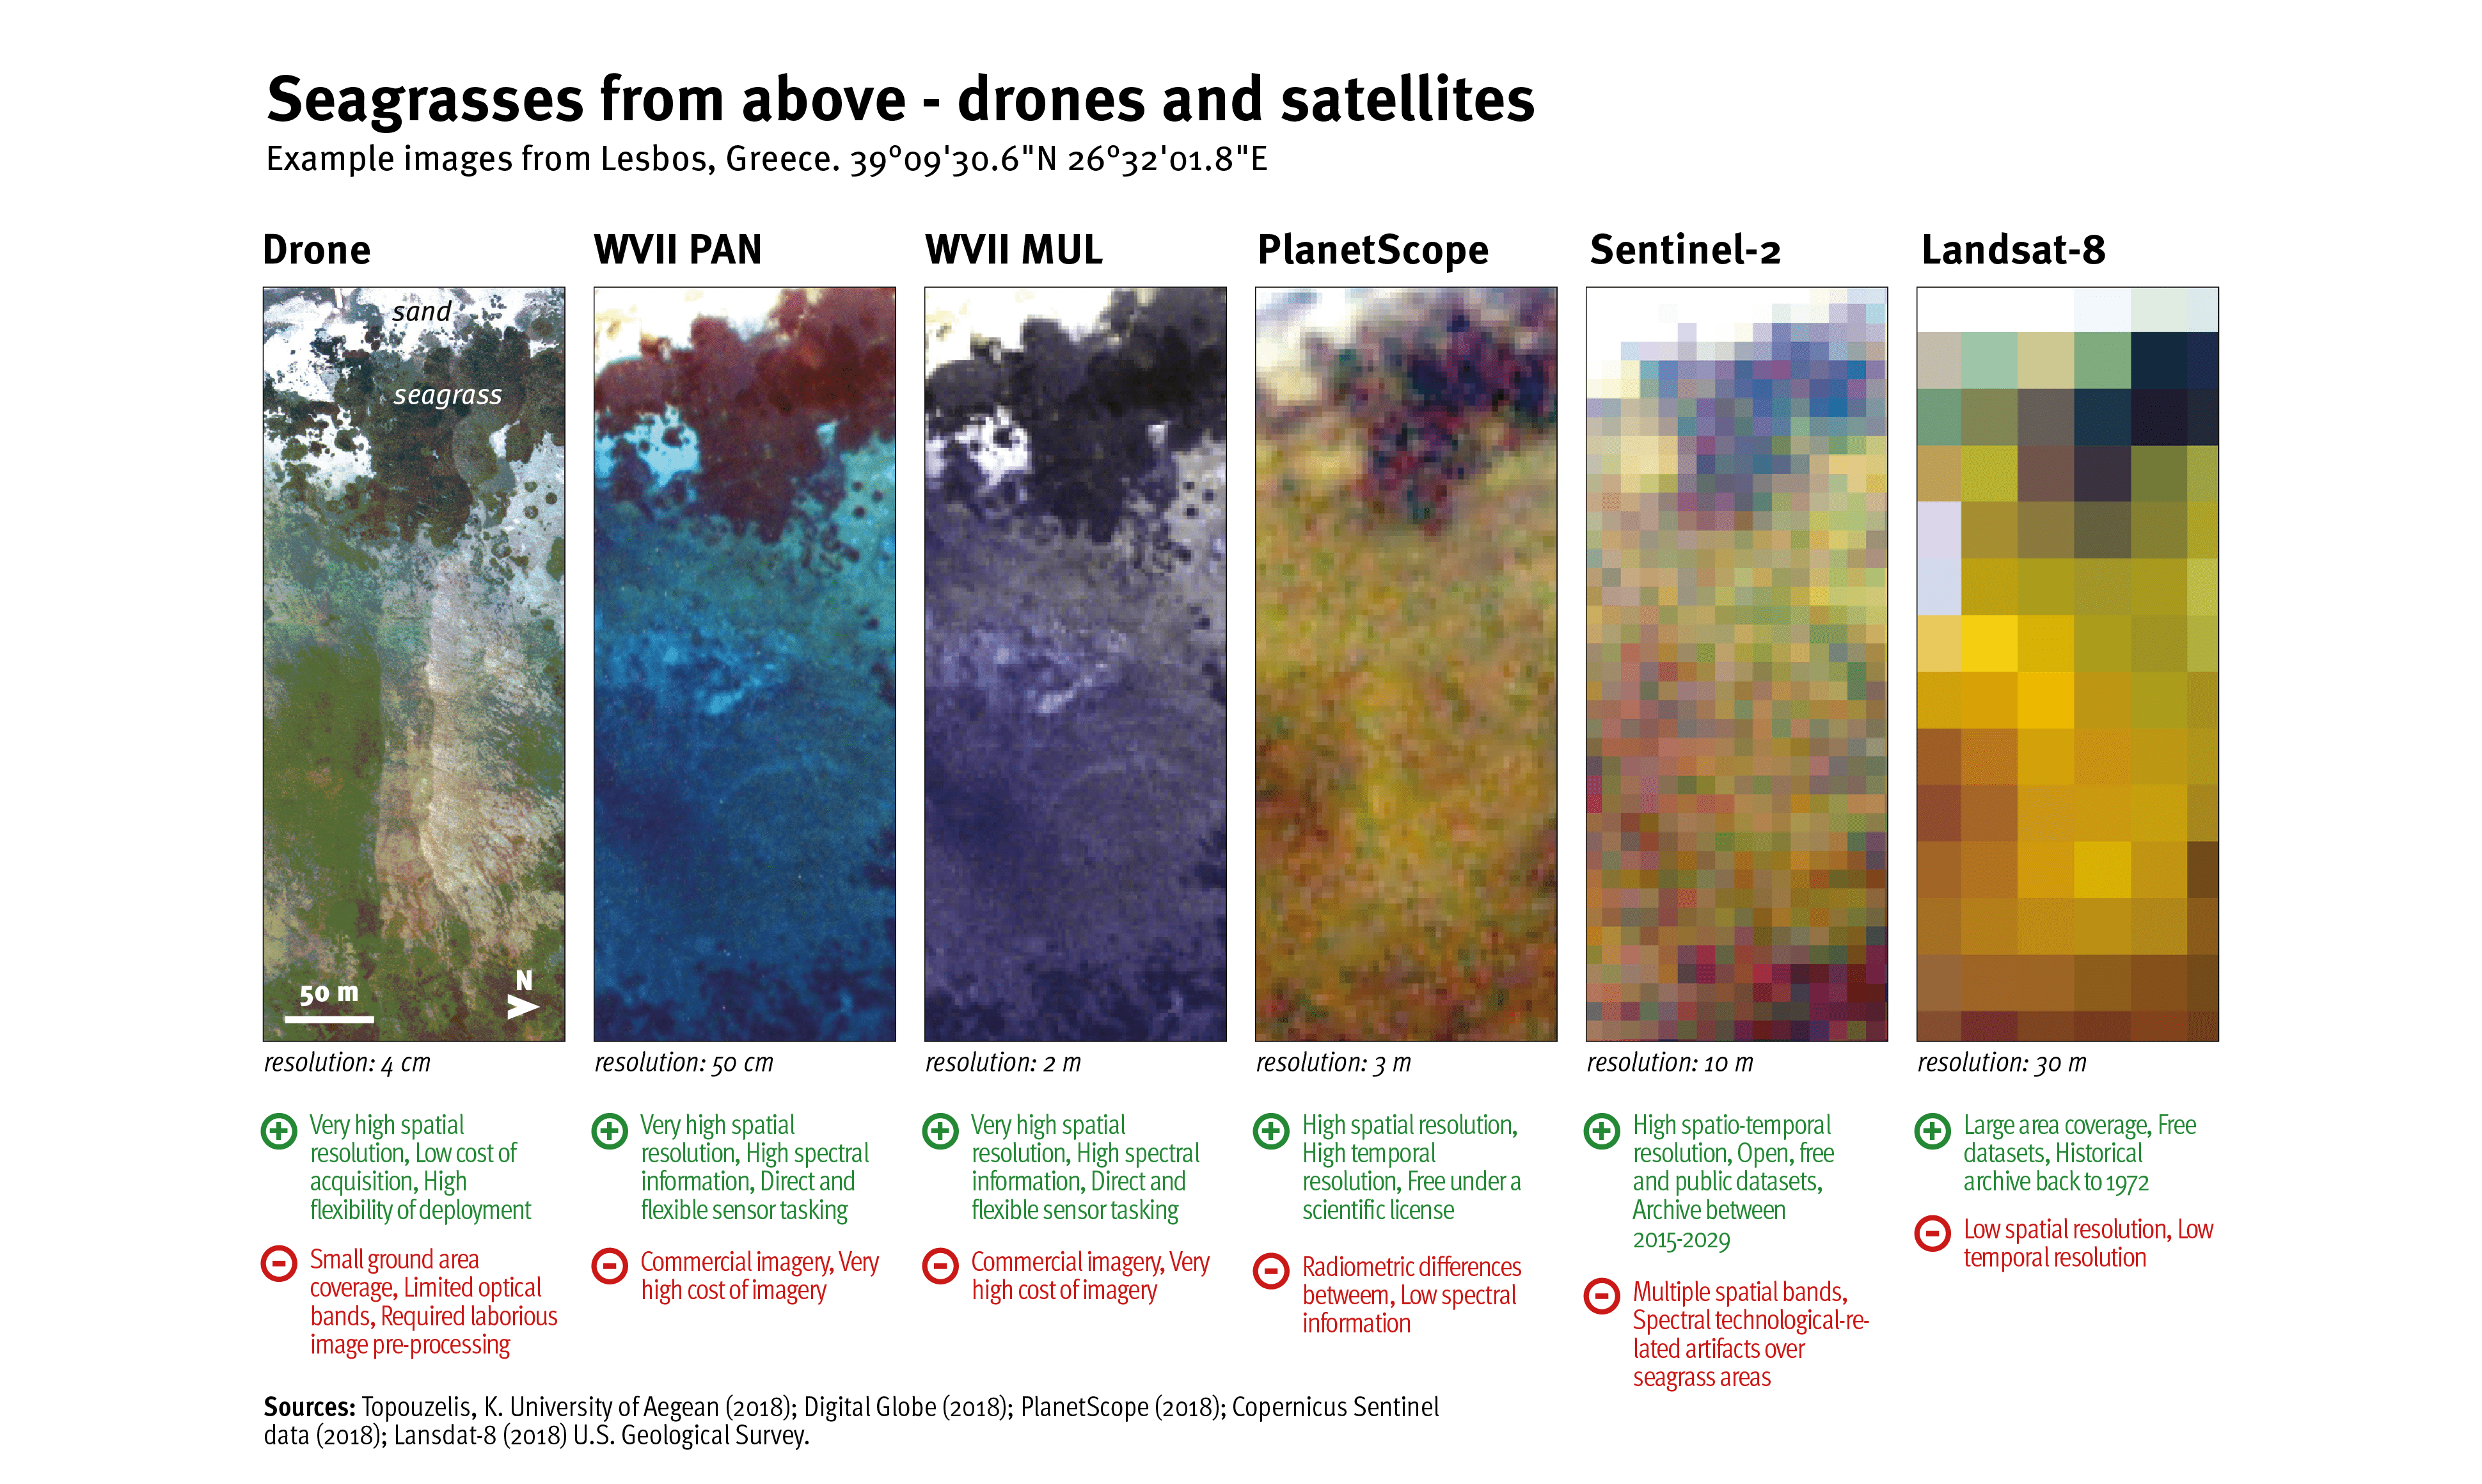 Seagrasses from above - drones and satellites
Example images from Lesbos, Greece. 39º09'30.6"N 26º32'01.8"E
Drone
sand
seagrass
50 m
N
resolution: 4 cm
Very high spatial
resolution, Low cost of
acquisition, High
flexibility of deployment
Small ground area
coverage, Limited optical
bands, Required laborious
image pre-processing
WVII PAN
resolution: 50 cm
Very high spatial
resolution, High spectral
information, Direct and
flexible sensor tasking
Commercial imagery, Very
high cost of imagery
WVII MUL
resolution: 2 m
Very high spatial
resolution, High spectral
information, Direct and
flexible sensor tasking
Commercial imagery, Very
high cost of imagery
PlanetScope
resolution: 3 m
High spatial resolution,
High temporal
resolution, Free under a
scientific license
Radiometric differences
betweem, Low spectral
information
Sentinel-2
resolution: 10 m
High spatio-temporal
resolution, Open, free
and public datasets,
Archive between
2015-2029
Multiple spatial bands,
Spectral technological-re-
lated artifacts over
seagrass areas
Landsat-8
resolution: 30 m
Large area coverage, Free
datasets, Historical
archive back to 1972
Low spatial resolution, Low
temporal resolution
Sources: Topouzelis, K. University of Aegean (2018); Digital Globe (2018); PlanetScope (2018); Copernicus Sentinel
data (2018); Lansdat-8 (2018) U.S. Geological Survey.